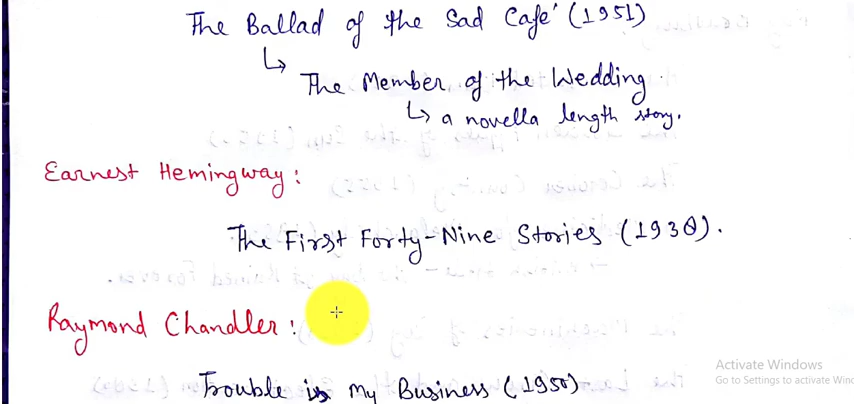 The Ballad of the Sad Cafe' (1951)
↳ The Member of the Wedding.
↳ a novella length story.
Earnest Hemingway:
The First Forty-Nine Stories (1938).
Raymond Chandler:
Trouble is My Business (1950)
Activate Windows
Go to Settings to activate Winc